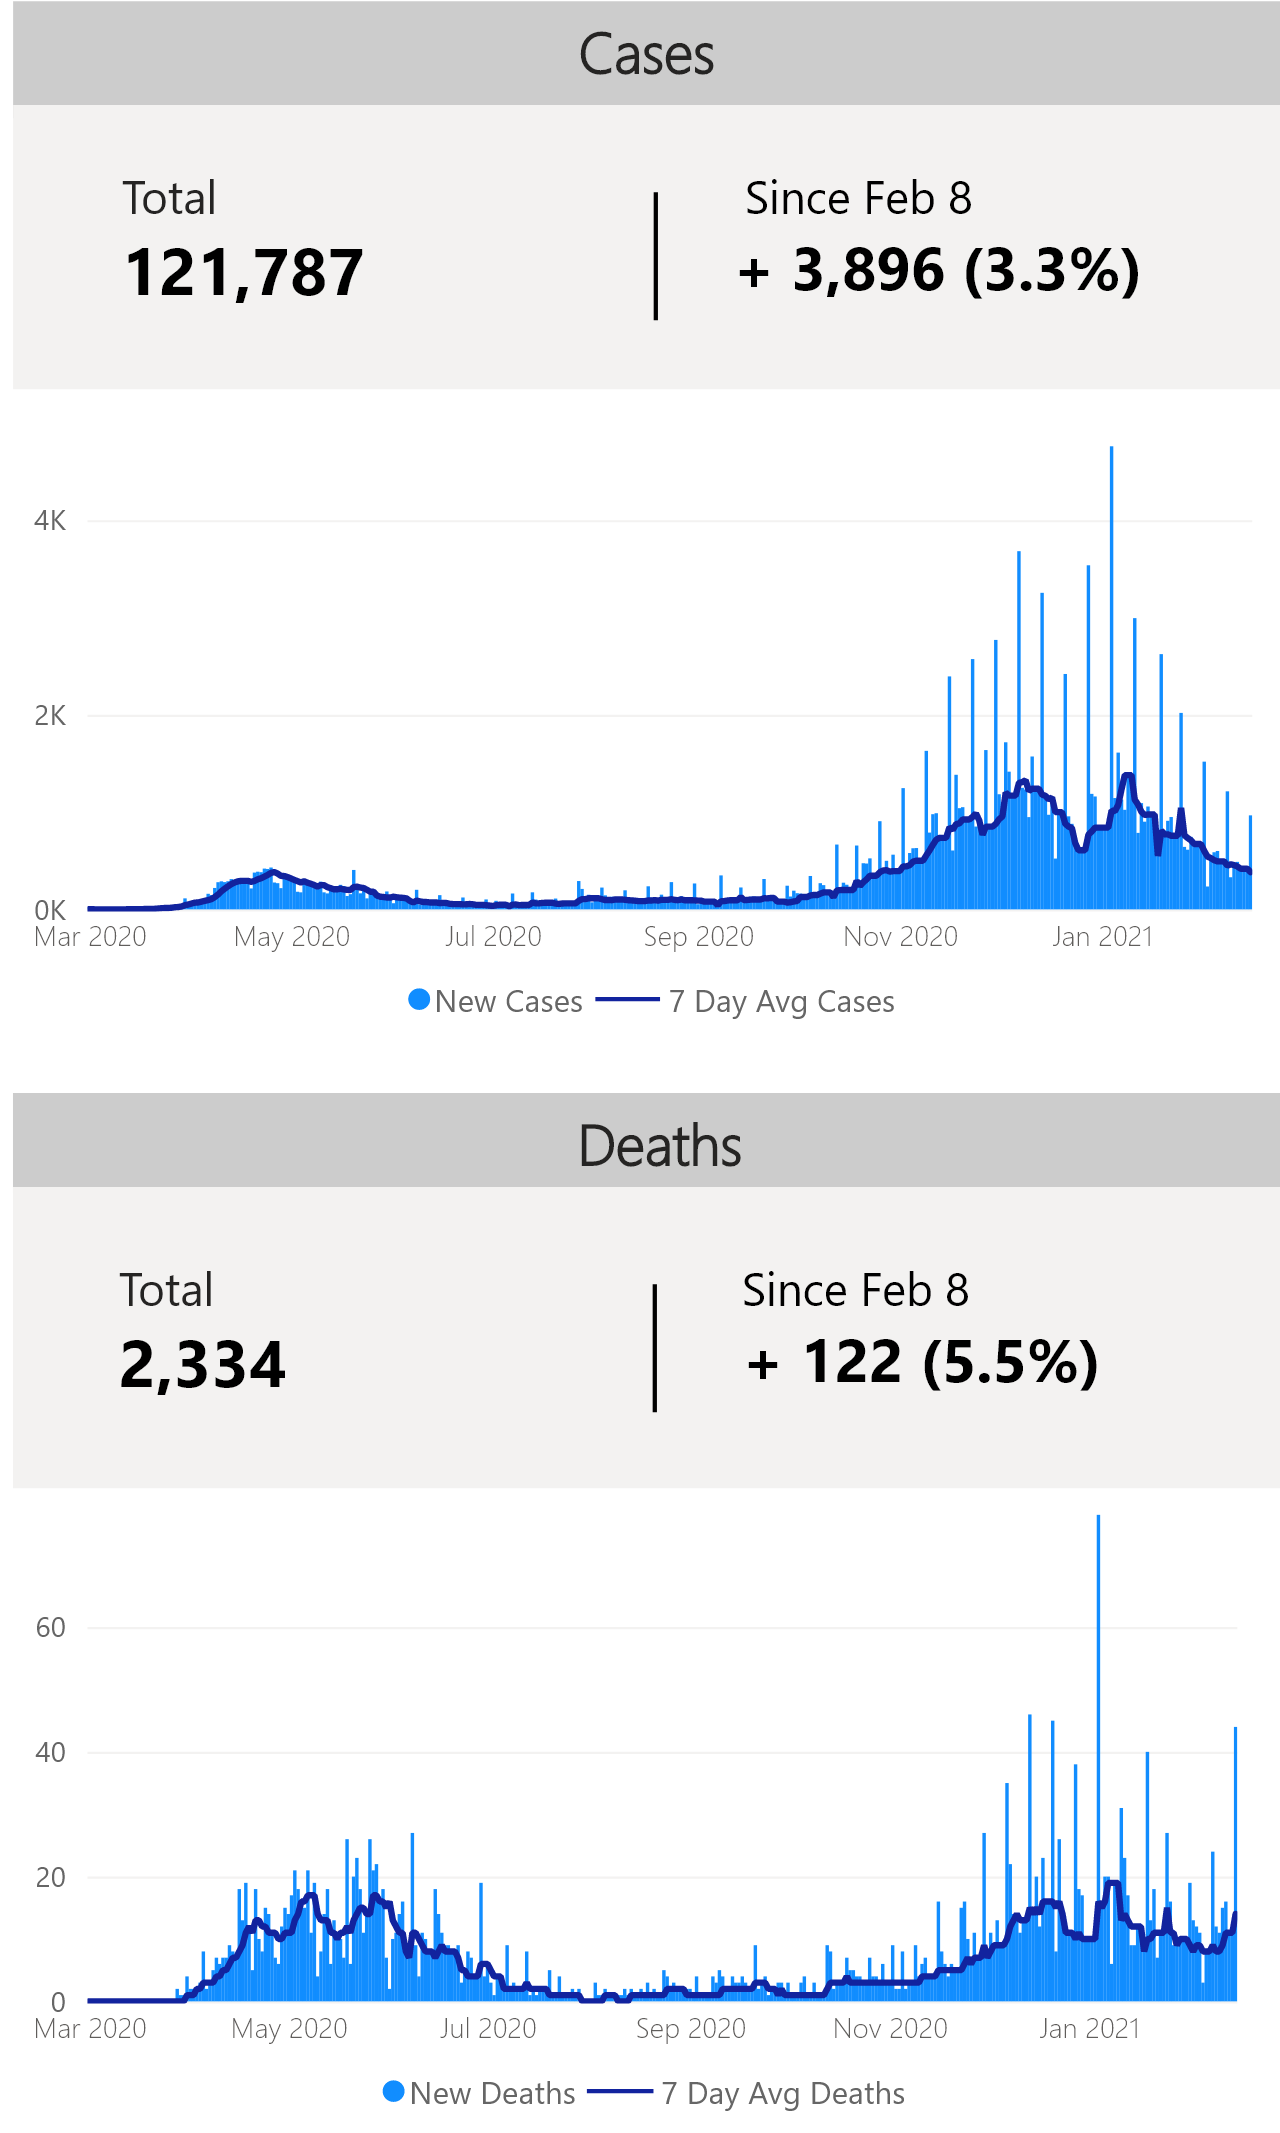 Cases
Total
Since Feb 8
121,787
+ 3,896 (3.3%)
4K
2K
0K
Mar 2020 May 2020 Jul 2020 Sep 2020 Nov 2020 Jan 2021
New Cases 7 Day Avg Cases
Deaths
Total
Since Feb 8
2,334
+ 122 (5.5%)
60
40
20
0
Mar 2020 May 2020 Jul 2020 Sep 2020 Nov 2020 Jan 2021
New Deaths 7 Day Avg Deaths